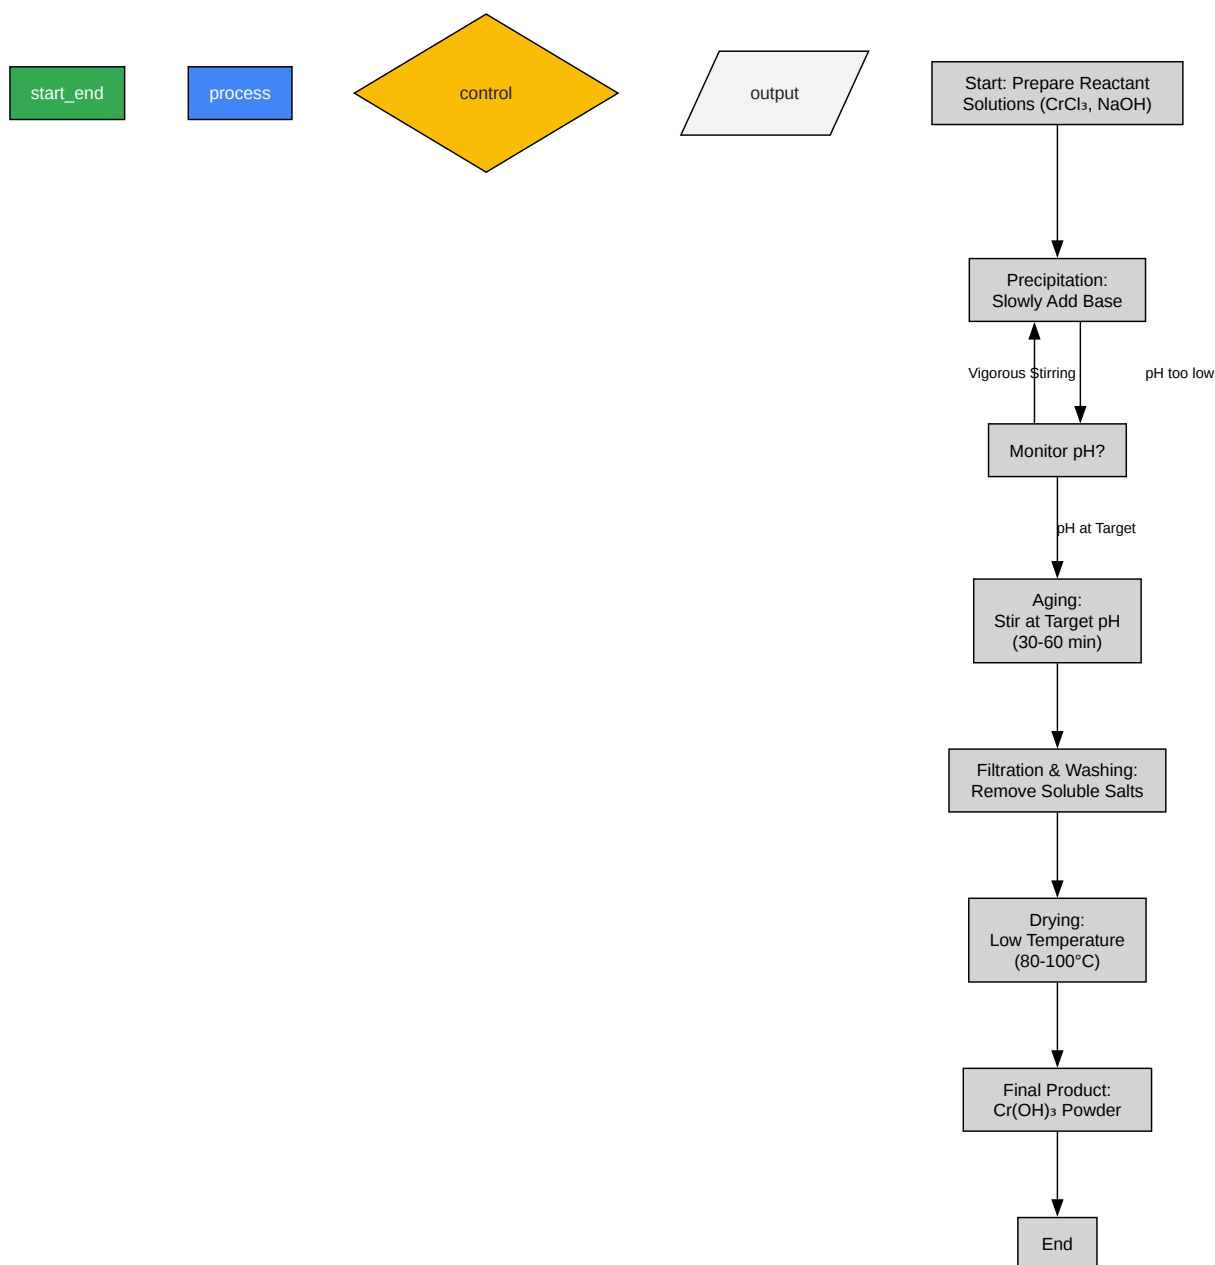 start_end
process
control
output
Start: Prepare Reactant
Solutions (CrCl₃, NaOH)
Precipitation:
Slowly Add Base
Vigorous Stirring
pH too low
Monitor pH?
pH at Target
Aging:
Stir at Target pH
(30-60 min)
Filtration & Washing:
Remove Soluble Salts
Drying:
Low Temperature
(80-100°C)
Final Product:
Cr(OH)₃ Powder
End